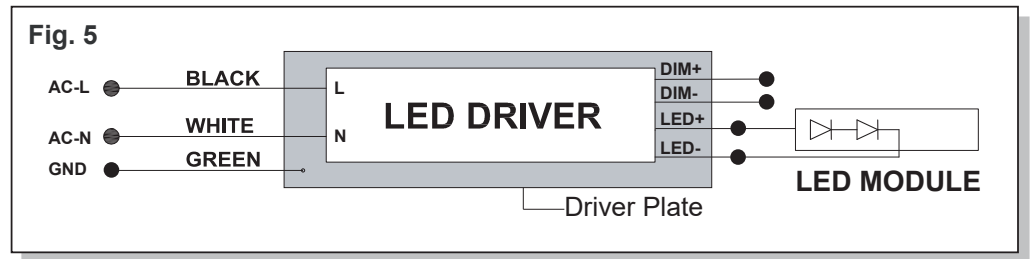 Fig. 5
AC-L BLACK L
AC-N WHITE N
GND GREEN
LED DRIVER
DIM+
DIM-
LED+
LED-
LED MODULE
Driver Plate